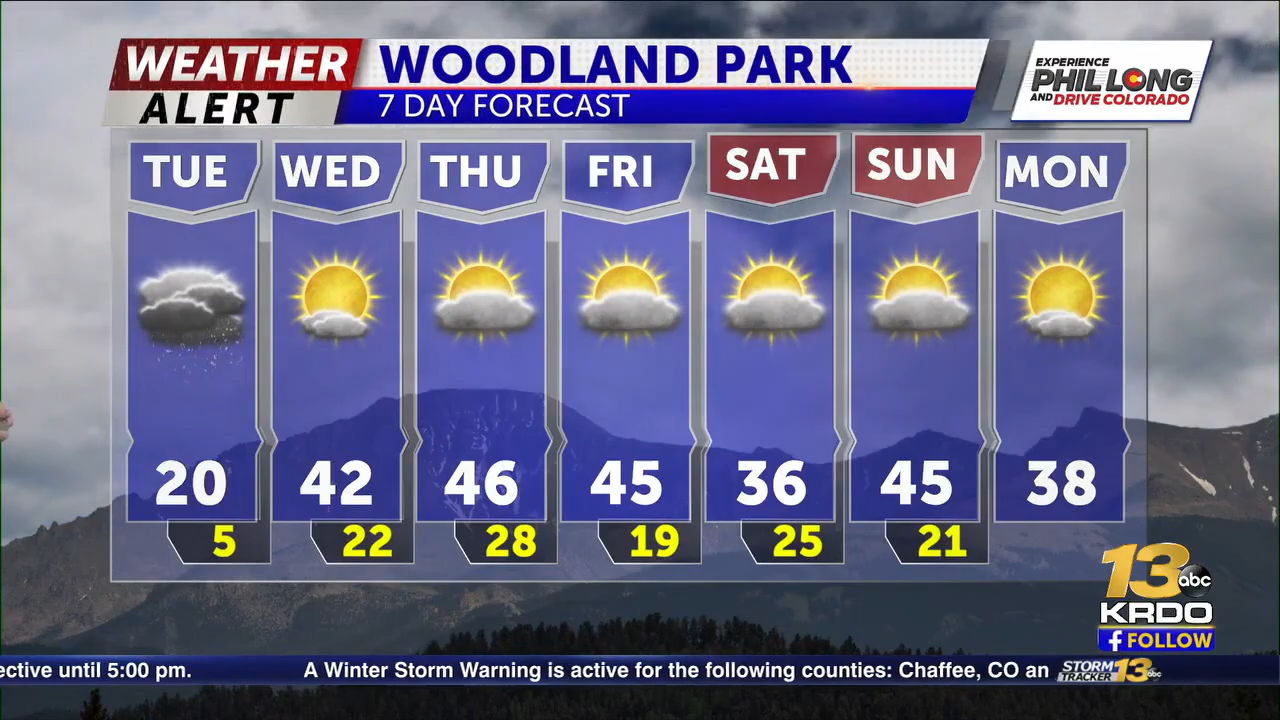 WEATHER
ALERT
WOODLAND PARK
7 DAY FORECAST
EXPERIENCE
PHIL LONG
AND DRIVE COLORADO
TUE WED THU FRI SAT SUN MON
20 42 46 45 36 45 38
5 22 28 19 25 21
13 abc
KRDO
f FOLLOW
ective until 5:00 pm. A Winter Storm Warning is active for the following counties: Chaffee, CO an
STORM TRACKER 13 abc